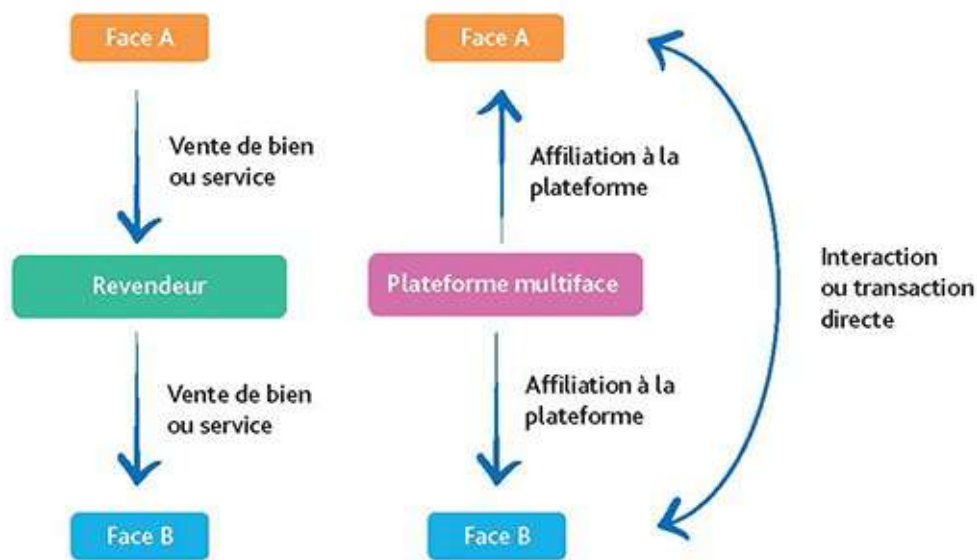 Face A
Vente de bien
ou service
Revendeur
Vente de bien
ou service
Face B
Face A
Affiliation à la
plateforme
Plateforme multiface
Affiliation à la
plateforme
Face B
Interaction
ou transaction
directe